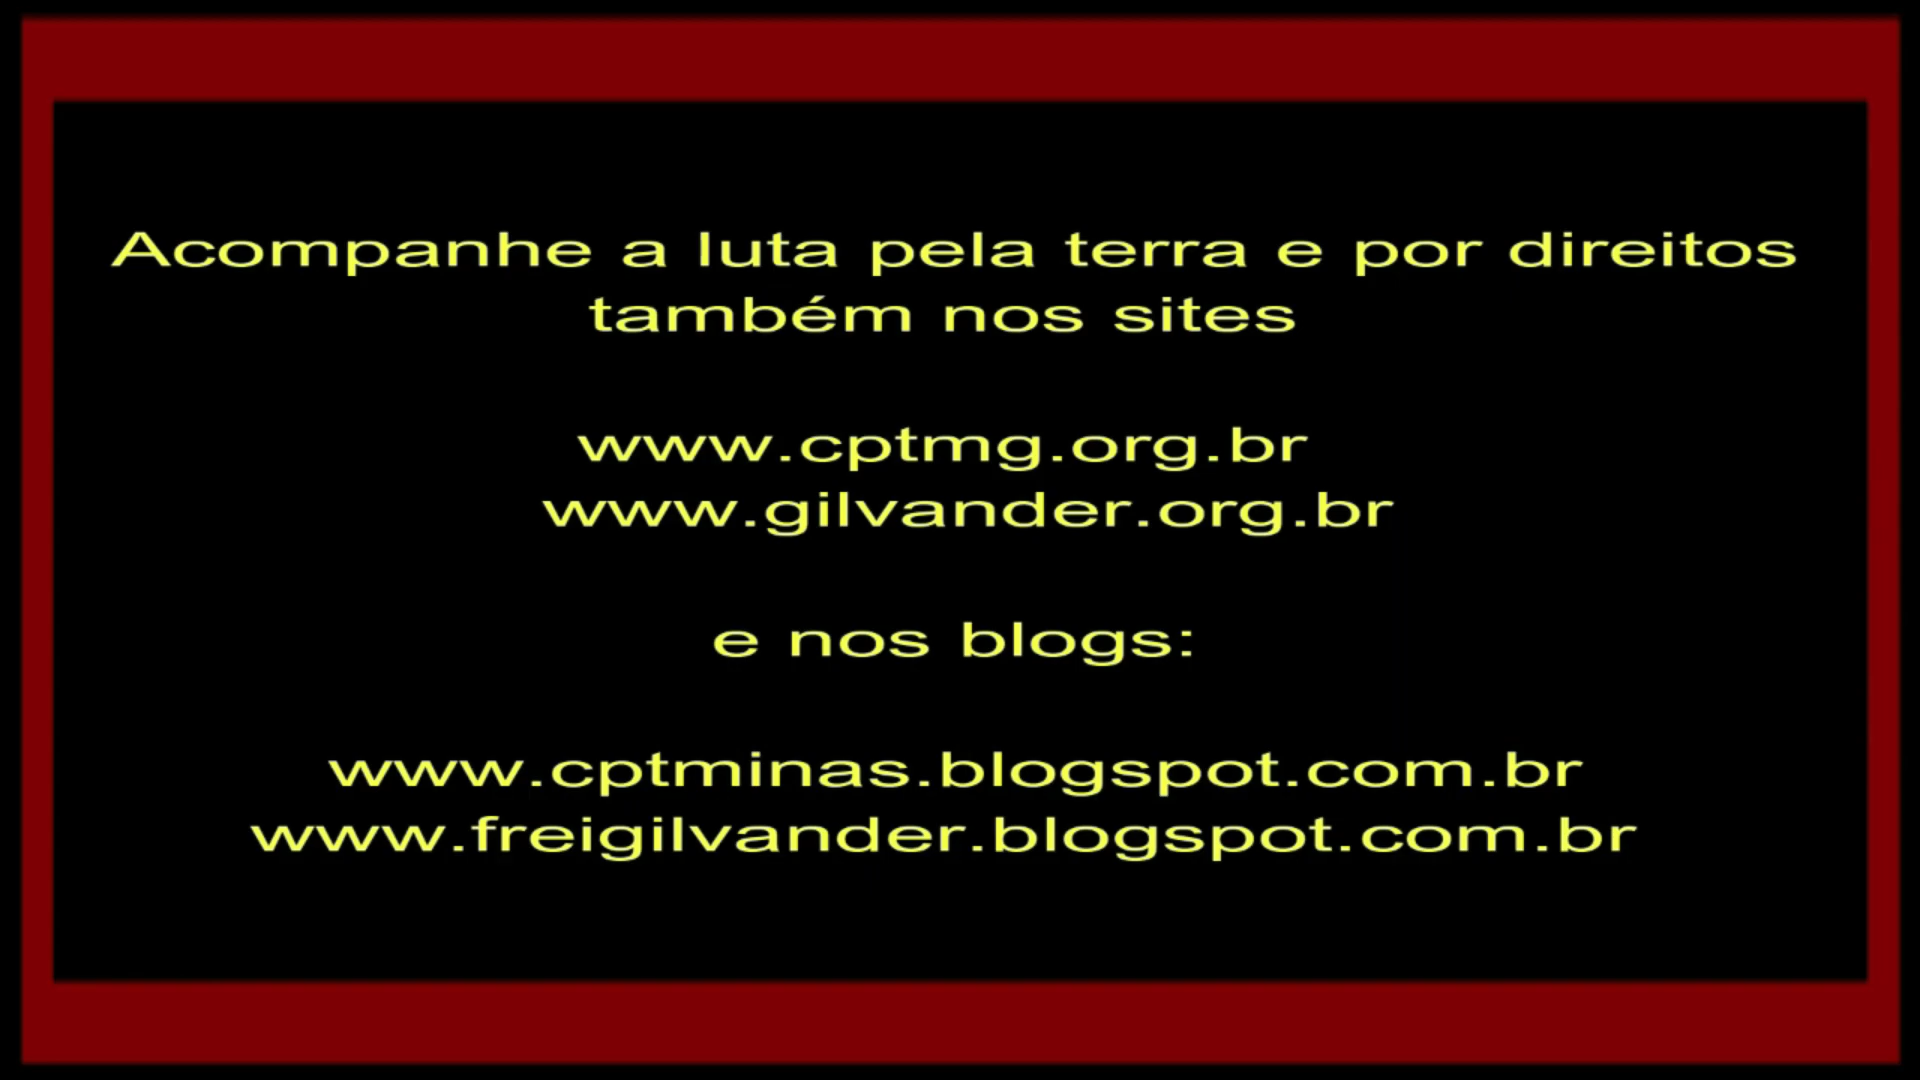 Acompanhe a luta pela terra e por direitos
também nos sites
www.cptmg.org.br
www.gilvander.org.br
e nos blogs:
www.cptminas.blogspot.com.br
www.freigilvander.blogspot.com.br